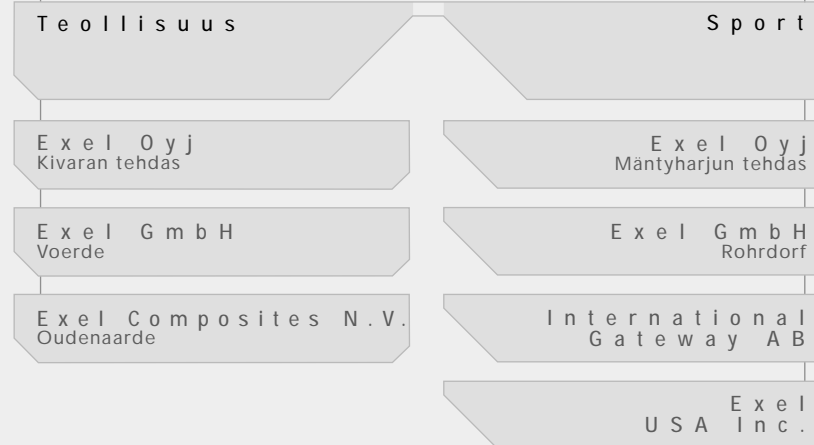 Teollisuus
Exel Oyj
Kivaran tehdas
Exel GmbH
Voerde
Exel Composites N.V.
Oudenaarde
Sport
Exel Oyj
Mäntyharjun tehdas
Exel GmbH
Rohrdorf
International
Gateway AB
Exel
USA Inc.